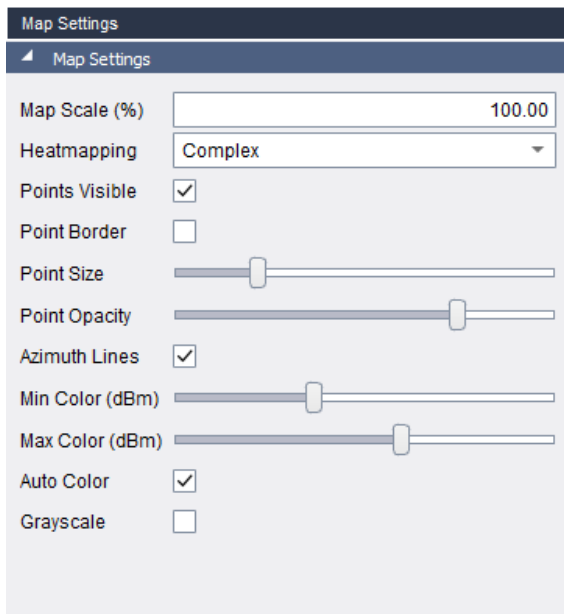 Map Settings
Map Settings
Map Scale (%) 100.00
Heatmapping Complex
Points Visible
Point Border
Point Size
Point Opacity
Azimuth Lines
Min Color (dBm)
Max Color (dBm)
Auto Color
Grayscale